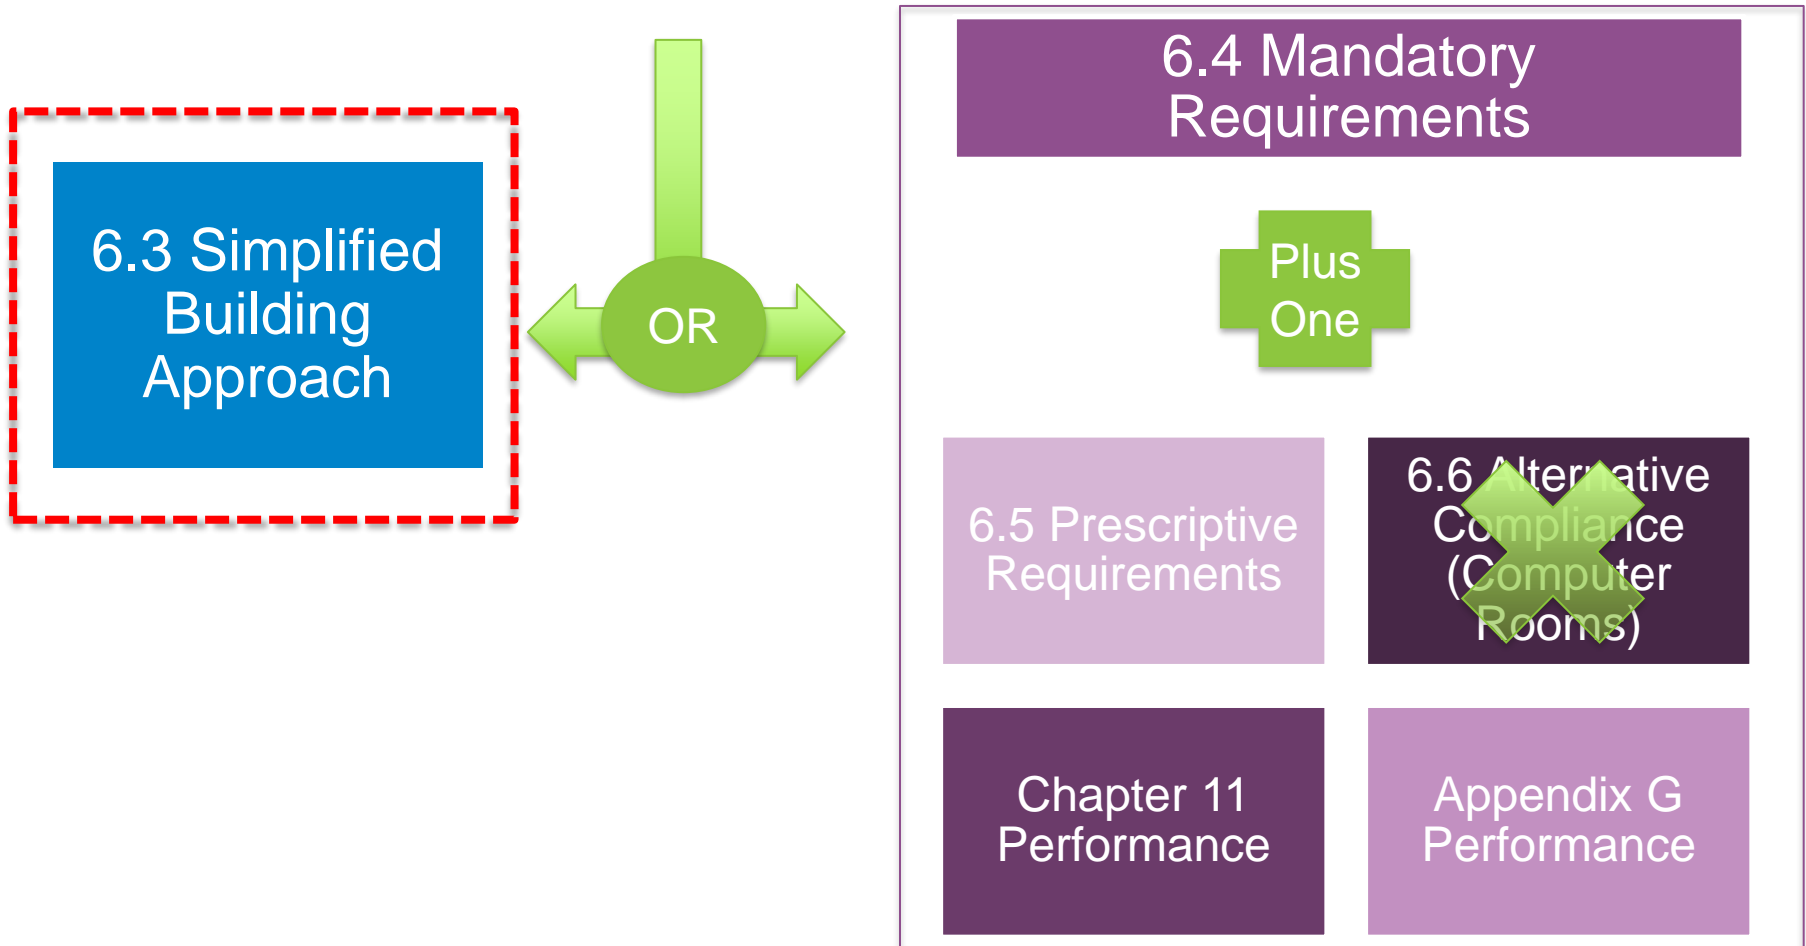 6.3 Simplified
Building
Approach
OR
6.4 Mandatory
Requirements
Plus
One
6.5 Prescriptive
Requirements
6.6 Alternative
Compliance
(Computer
Rooms)
Chapter 11
Performance
Appendix G
Performance